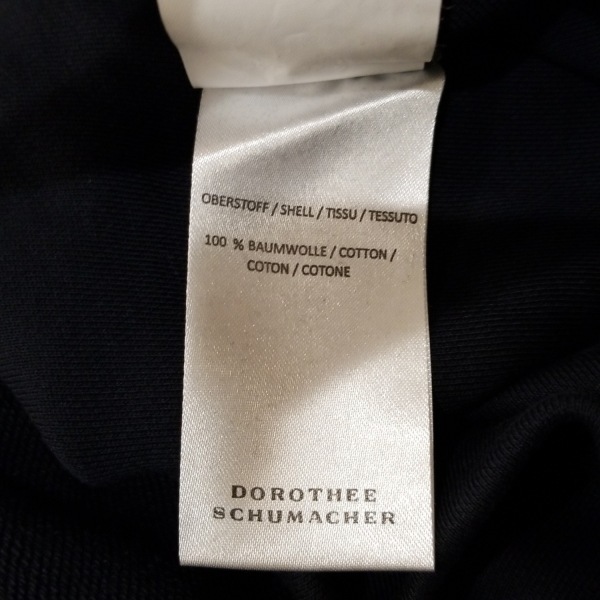 OBERSTOFF / SHELL / TISSU / TESSUTO
100 % BAUMWOLLE / COTTON /
COTON / COTONE
DOROTHEE
SCHUMACHER